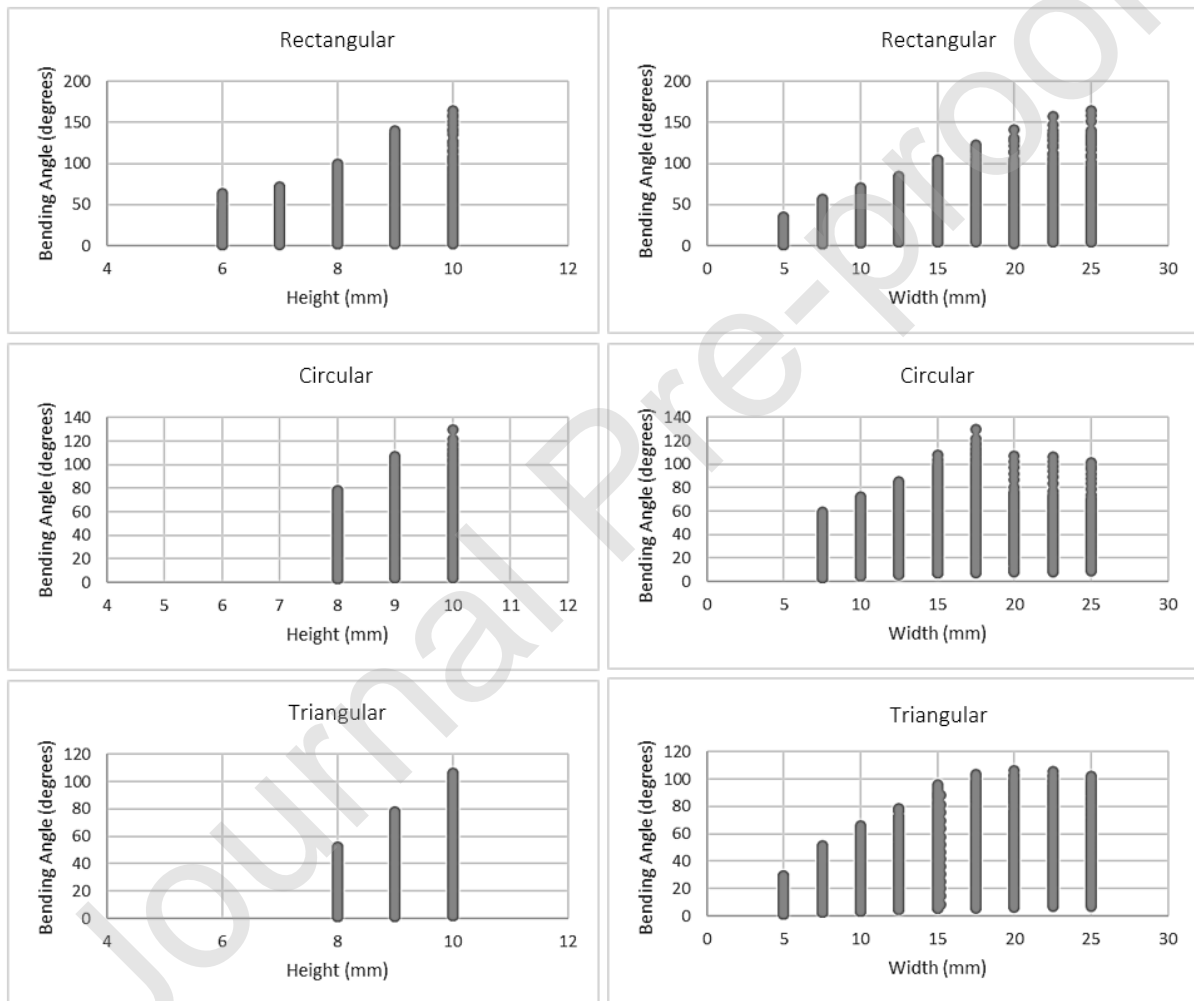 Rectangular
Bending Angle (degrees)
200
150
100
50
0
4 6 8 10 12
Height (mm)
Rectangular
Bending Angle (degrees)
200
150
100
50
0
0 5 10 15 20 25 30
Width (mm)
Circular
Bending Angle (degrees)
140
120
100
80
60
40
20
0
4 5 6 7 8 9 10 11 12
Height (mm)
Circular
Bending Angle (degrees)
140
120
100
80
60
40
20
0
0 5 10 15 20 25 30
Width (mm)
Triangular
Bending Angle (degrees)
120
100
80
60
40
20
0
4 6 8 10 12
Height (mm)
Triangular
Bending Angle (degrees)
120
100
80
60
40
20
0
0 5 10 15 20 25 30
Width (mm)
Journal Pre-proof